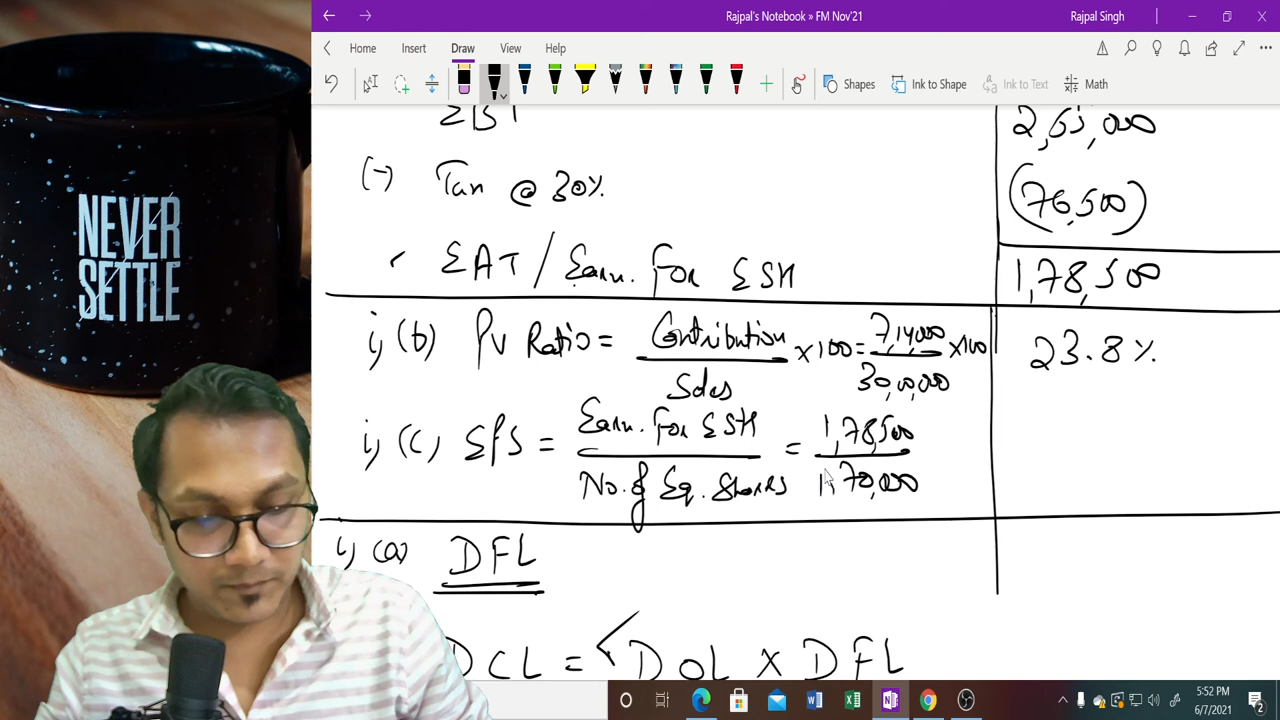 Rajpal's Notebook » FM Nov'21
Rajpal Singh
Home Insert Draw View Help
Shapes Ink to Shape Ink to Text Math
EBT 2,55,000
(-) Tax @ 30% (76,500)
EAT / Earn. For ESH 1,78,500
i) (b) PV Ratio = Contribution / Sales ×100 = 7,14,000 / 30,00,000 ×100 23.8%
i) (c) EPS = Earn. For ESH / No. of Eq. Shares = 1,78,500 / 1,70,000
i) (a) DFL
DCL = DOL × DFL
NEVER
SETTLE
5:52 PM
6/7/2021
2